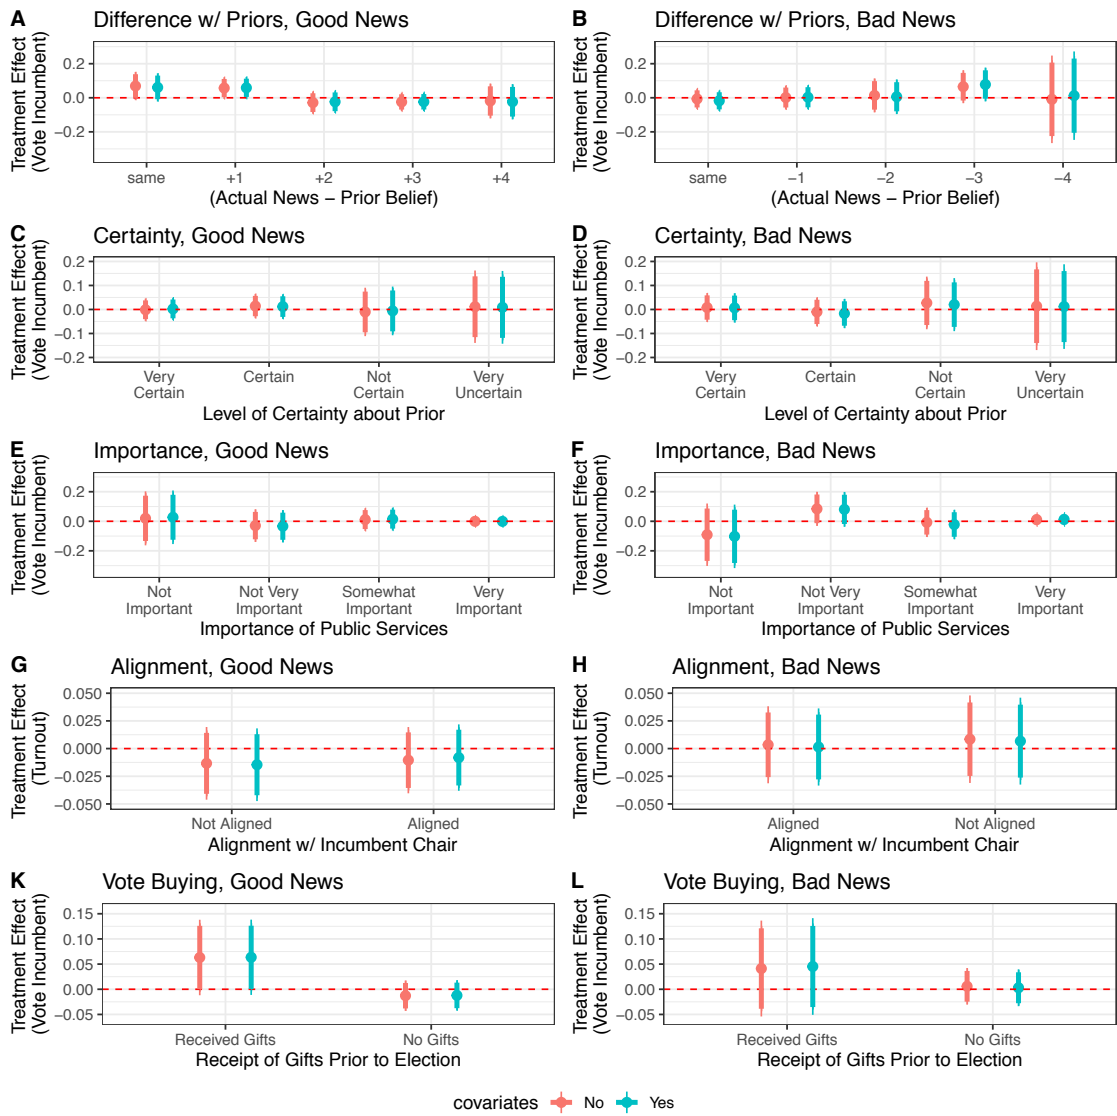 A Difference w/ Priors, Good News
Treatment Effect
(Vote Incumbent)
0.2
0.0
−0.2
same +1 +2 +3 +4
(Actual News − Prior Belief)
B Difference w/ Priors, Bad News
Treatment Effect
(Vote Incumbent)
0.2
0.0
−0.2
same −1 −2 −3 −4
(Actual News − Prior Belief)
C Certainty, Good News
Treatment Effect
(Vote Incumbent)
0.2
0.1
0.0
−0.1
−0.2
Very Certain Not Very
Certain Certain Uncertain
Level of Certainty about Prior
D Certainty, Bad News
Treatment Effect
(Vote Incumbent)
0.2
0.1
0.0
−0.1
−0.2
Very Certain Not Very
Certain Certain Uncertain
Level of Certainty about Prior
E Importance, Good News
Treatment Effect
(Vote Incumbent)
0.2
0.0
−0.2
Not Not Very Somewhat Very
Important Important Important Important
Importance of Public Services
F Importance, Bad News
Treatment Effect
(Vote Incumbent)
0.2
0.0
−0.2
Not Not Very Somewhat Very
Important Important Important Important
Importance of Public Services
G Alignment, Good News
Treatment Effect
(Turnout)
0.050
0.025
0.000
−0.025
−0.050
Not Aligned Aligned
Alignment w/ Incumbent Chair
H Alignment, Bad News
Treatment Effect
(Turnout)
0.050
0.025
0.000
−0.025
−0.050
Aligned Not Aligned
Alignment w/ Incumbent Chair
K Vote Buying, Good News
Treatment Effect
(Vote Incumbent)
0.15
0.10
0.05
0.00
−0.05
Received Gifts No Gifts
Receipt of Gifts Prior to Election
L Vote Buying, Bad News
Treatment Effect
(Vote Incumbent)
0.15
0.10
0.05
0.00
−0.05
Received Gifts No Gifts
Receipt of Gifts Prior to Election
covariates No Yes